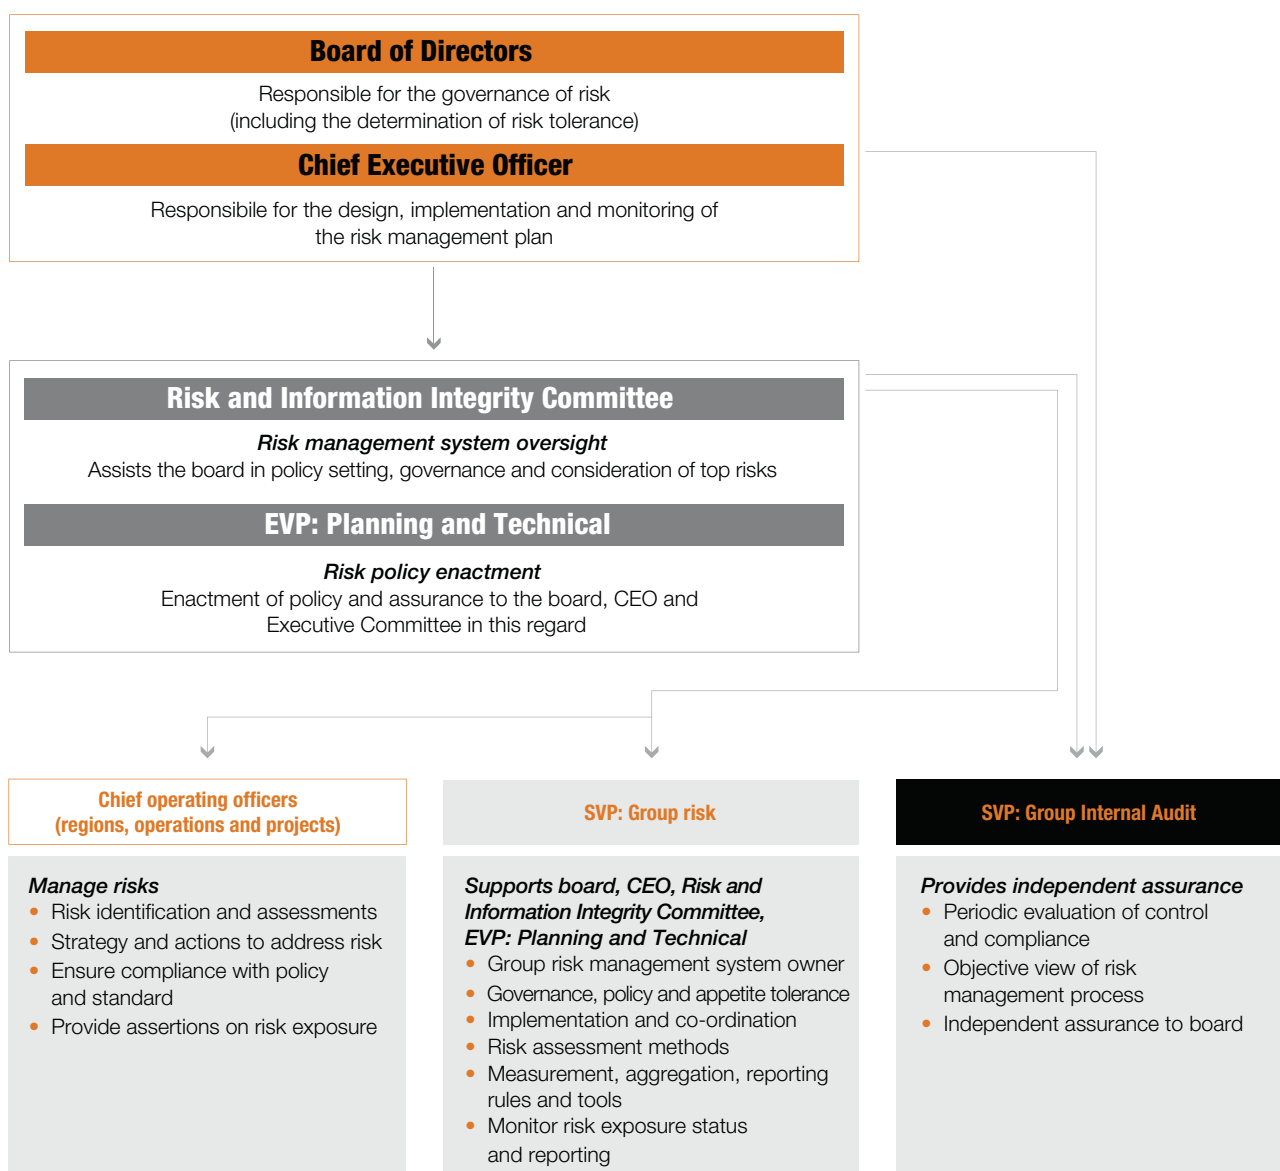 Board of Directors
Responsible for the governance of risk
(including the determination of risk tolerance)
Chief Executive Officer
Responsibile for the design, implementation and monitoring of
the risk management plan
Risk and Information Integrity Committee
Risk management system oversight
Assists the board in policy setting, governance and consideration of top risks
EVP: Planning and Technical
Risk policy enactment
Enactment of policy and assurance to the board, CEO and
Executive Committee in this regard
Chief operating officers
(regions, operations and projects)
Manage risks
• Risk identification and assessments
• Strategy and actions to address risk
• Ensure compliance with policy
and standard
• Provide assertions on risk exposure
SVP: Group risk
Supports board, CEO, Risk and
Information Integrity Committee,
EVP: Planning and Technical
• Group risk management system owner
• Governance, policy and appetite tolerance
• Implementation and co-ordination
• Risk assessment methods
• Measurement, aggregation, reporting
rules and tools
• Monitor risk exposure status
and reporting
SVP: Group Internal Audit
Provides independent assurance
• Periodic evaluation of control
and compliance
• Objective view of risk
management process
• Independent assurance to board